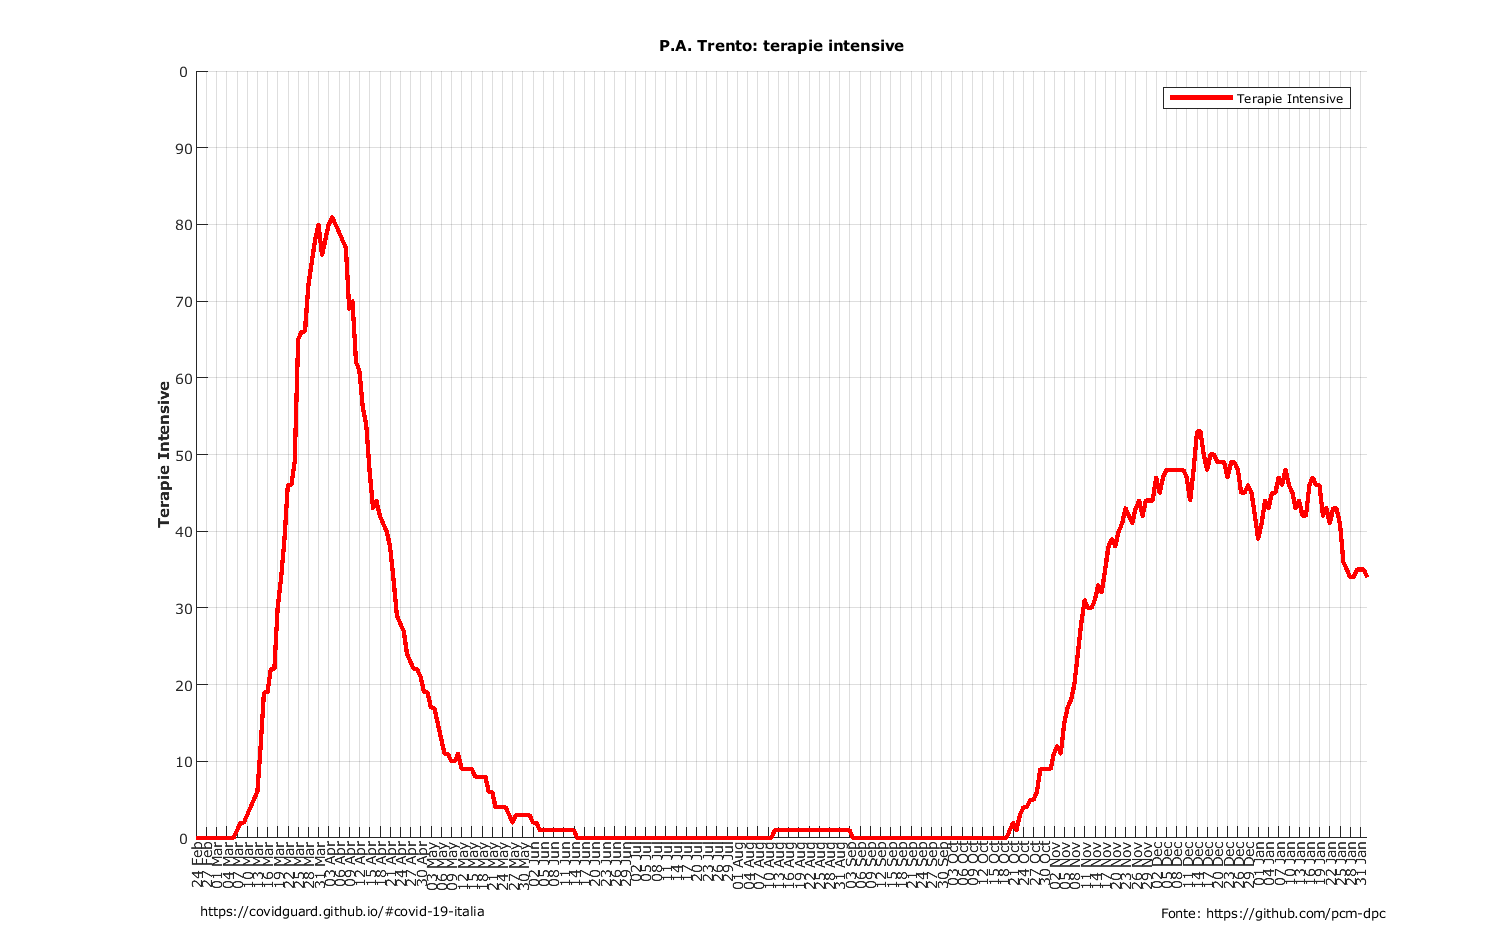 P.A. Trento: terapie intensive
Terapie Intensive
0
90
80
70
60
50
40
30
20
10
0
Terapie Intensive
24 Feb
27 Feb
01 Mar
04 Mar
07 Mar
10 Mar
13 Mar
16 Mar
19 Mar
22 Mar
25 Mar
28 Mar
31 Mar
03 Apr
06 Apr
09 Apr
12 Apr
15 Apr
18 Apr
21 Apr
24 Apr
27 Apr
30 Apr
03 May
06 May
09 May
12 May
15 May
18 May
21 May
24 May
27 May
30 May
02 Jun
05 Jun
08 Jun
11 Jun
14 Jun
17 Jun
20 Jun
23 Jun
26 Jun
29 Jun
02 Jul
05 Jul
08 Jul
11 Jul
14 Jul
17 Jul
20 Jul
23 Jul
26 Jul
29 Jul
01 Aug
04 Aug
07 Aug
10 Aug
13 Aug
16 Aug
19 Aug
22 Aug
25 Aug
28 Aug
31 Aug
03 Sep
06 Sep
09 Sep
12 Sep
15 Sep
18 Sep
21 Sep
24 Sep
27 Sep
30 Sep
03 Oct
06 Oct
09 Oct
12 Oct
15 Oct
18 Oct
21 Oct
24 Oct
27 Oct
30 Oct
02 Nov
05 Nov
08 Nov
11 Nov
14 Nov
17 Nov
20 Nov
23 Nov
26 Nov
29 Nov
02 Dec
05 Dec
08 Dec
11 Dec
14 Dec
17 Dec
20 Dec
23 Dec
26 Dec
29 Dec
01 Jan
04 Jan
07 Jan
10 Jan
13 Jan
16 Jan
19 Jan
22 Jan
25 Jan
28 Jan
31 Jan
https://covidguard.github.io/#covid-19-italia
Fonte: https://github.com/pcm-dpc